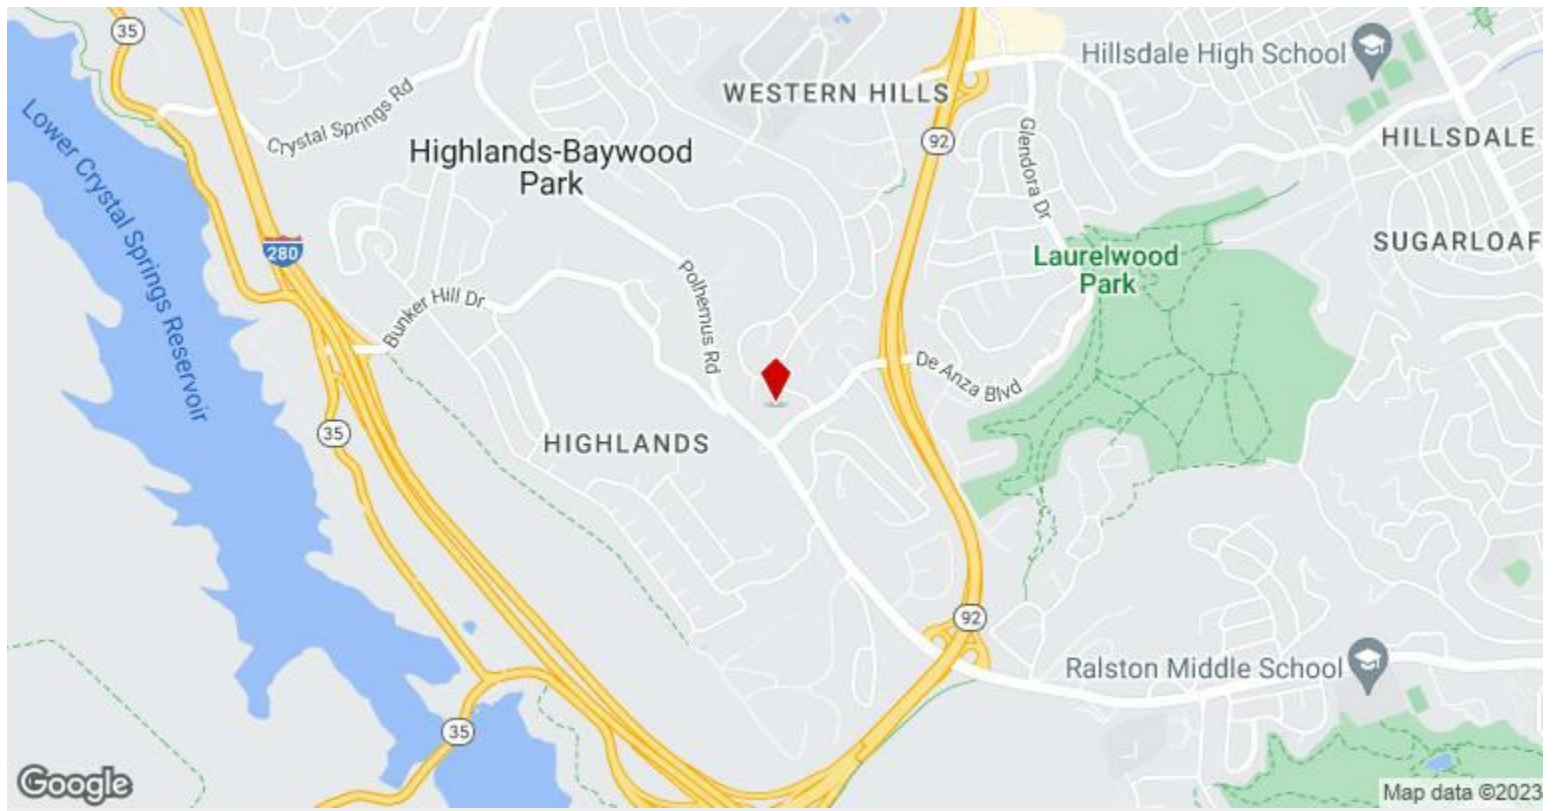 35
Hillsdale High School
WESTERN HILLS
Crystal Springs Rd
Lower Crystal Springs Reservoir
HILLSDALE
92
Glendora Dr
Highlands-Baywood
Park
SUGARLOAF
280
Laurelwood
Park
Polhemus Rd
Bunker Hill Dr
De Anza Blvd
35
HIGHLANDS
92
Ralston Middle School
35
Google
Map data ©2023